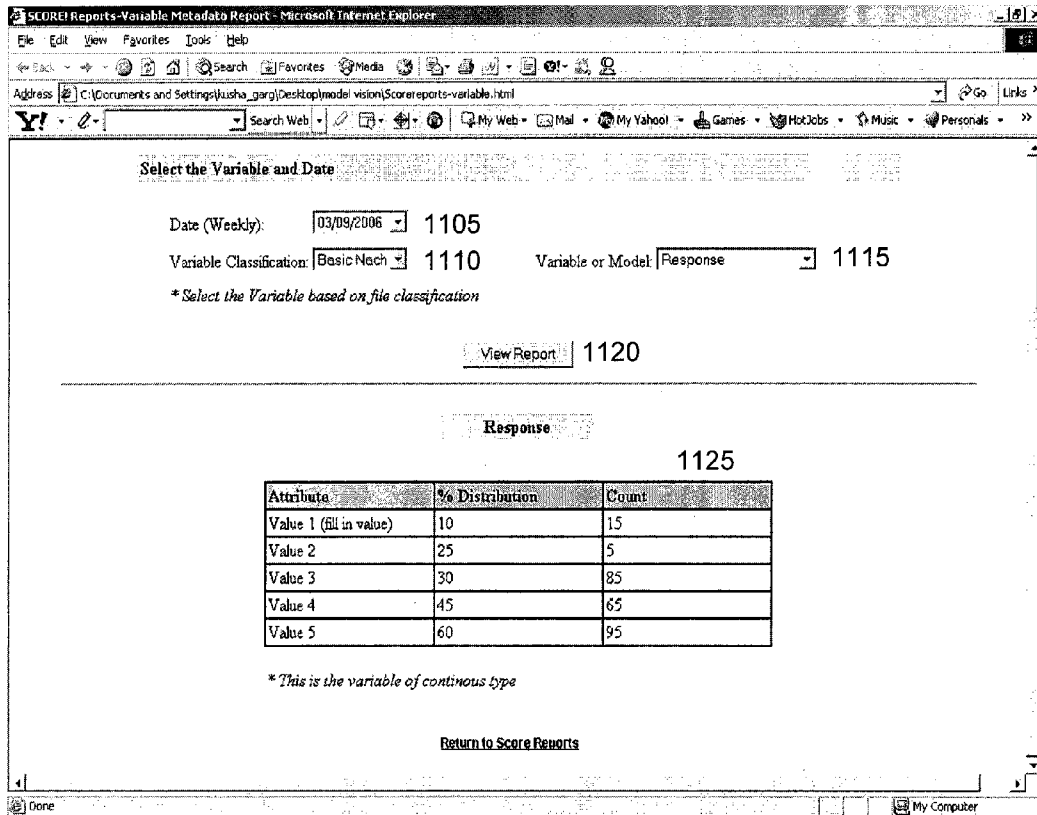 SCORE! Reports-Variable Metadato Report - Microsoft Internet Explorer
File Edit View Favorites Tools Help
Back Search Favorites Media
Address C:\Documents and Settings\kusha_garg\Desktop\model vision\Scorereports-variable.html Go Links »
Y! Search Web My Web Mail My Yahoo! Games HotJobs Music Personals »
Select the Variable and Date
Date (Weekly): 03/09/2006 1105
Variable Classification: Basic Nach 1110 Variable or Model: Response 1115
* Select the Variable based on file classification
View Report 1120
Response
1125
Attribute % Distribution Count
Value 1 (fill in value) 10 15
Value 2 25 5
Value 3 30 85
Value 4 45 65
Value 5 60 95
* This is the variable of continous type
Return to Score Reports
Done My Computer